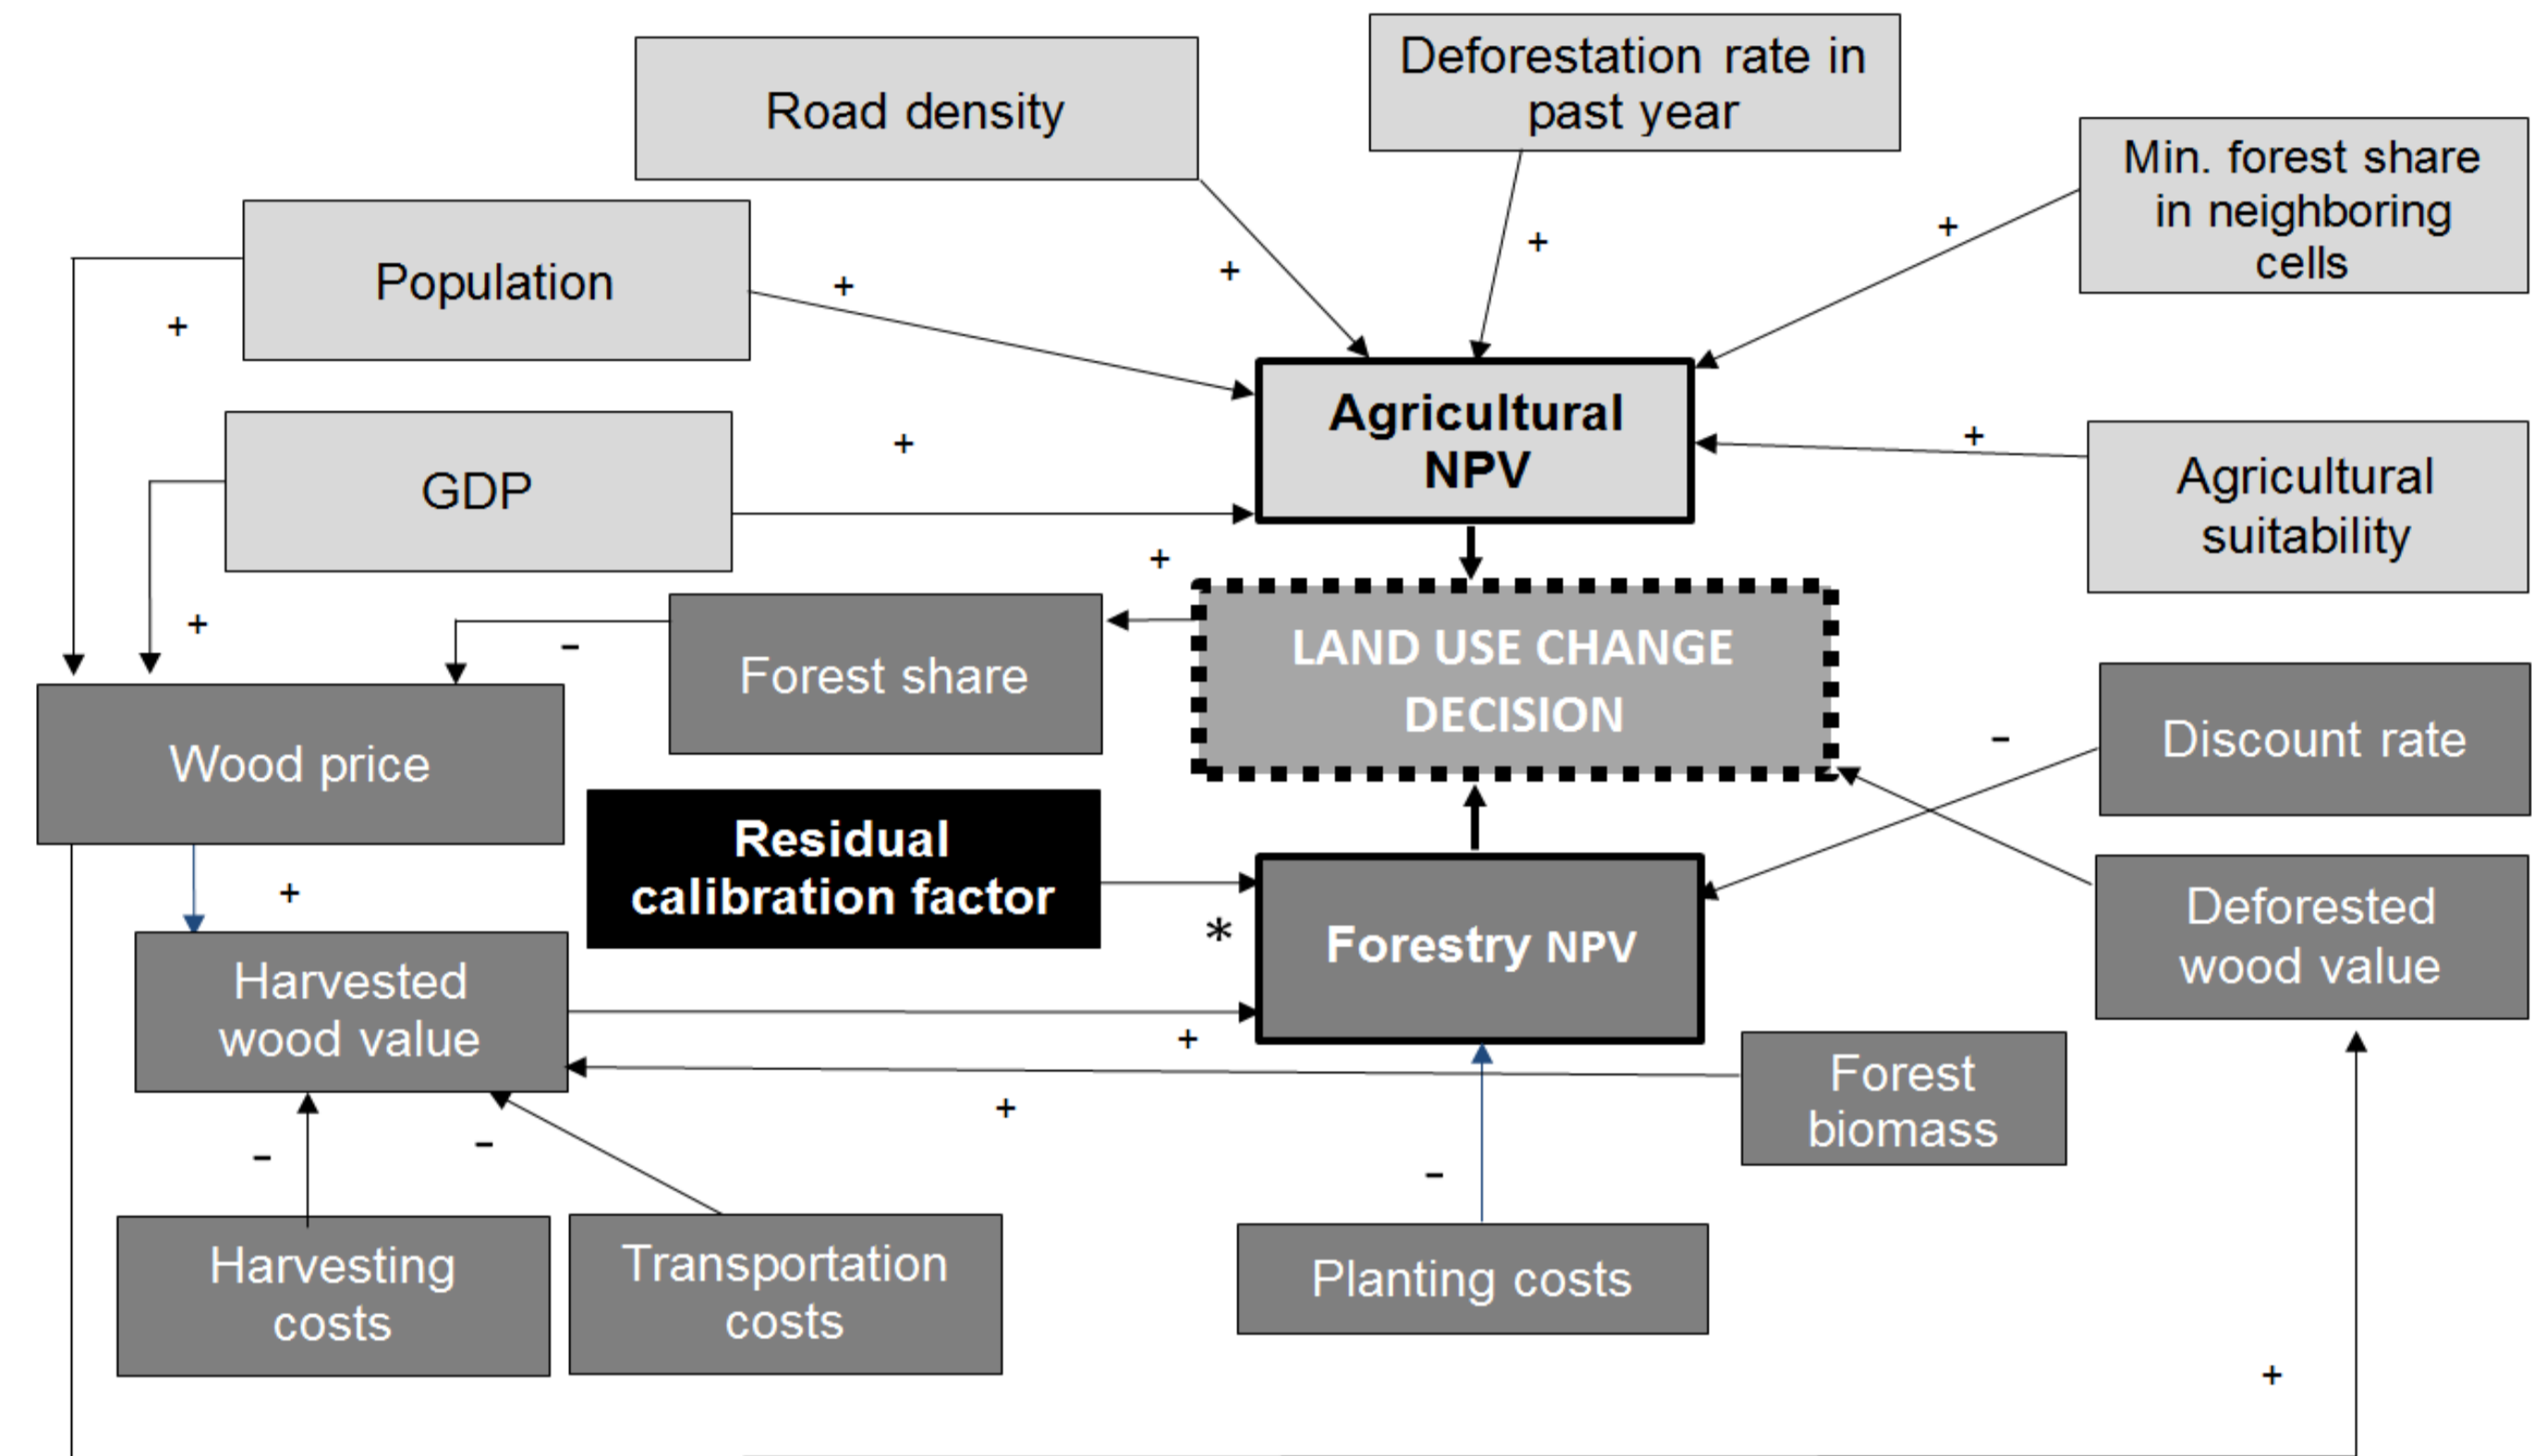 Road density
Deforestation rate in
past year
Min. forest share
in neighboring
cells
Population
+
+
+
+
+
GDP
+
Agricultural
NPV
+
Agricultural
suitability
+
+
-
Forest share
LAND USE CHANGE
DECISION
Wood price
-
Discount rate
Residual
calibration factor
+
*
Forestry NPV
Deforested
wood value
Harvested
wood value
+
+
Forest
biomass
-
-
-
Harvesting
costs
Transportation
costs
Planting costs
+